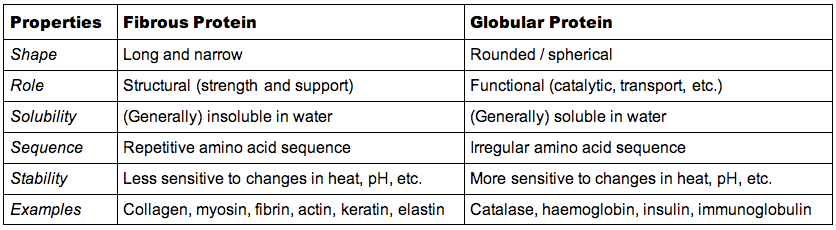 Properties Fibrous Protein Globular Protein
Shape Long and narrow Rounded / spherical
Role Structural (strength and support) Functional (catalytic, transport, etc.)
Solubility (Generally) insoluble in water (Generally) soluble in water
Sequence Repetitive amino acid sequence Irregular amino acid sequence
Stability Less sensitive to changes in heat, pH, etc. More sensitive to changes in heat, pH, etc.
Examples Collagen, myosin, fibrin, actin, keratin, elastin Catalase, haemoglobin, insulin, immunoglobulin